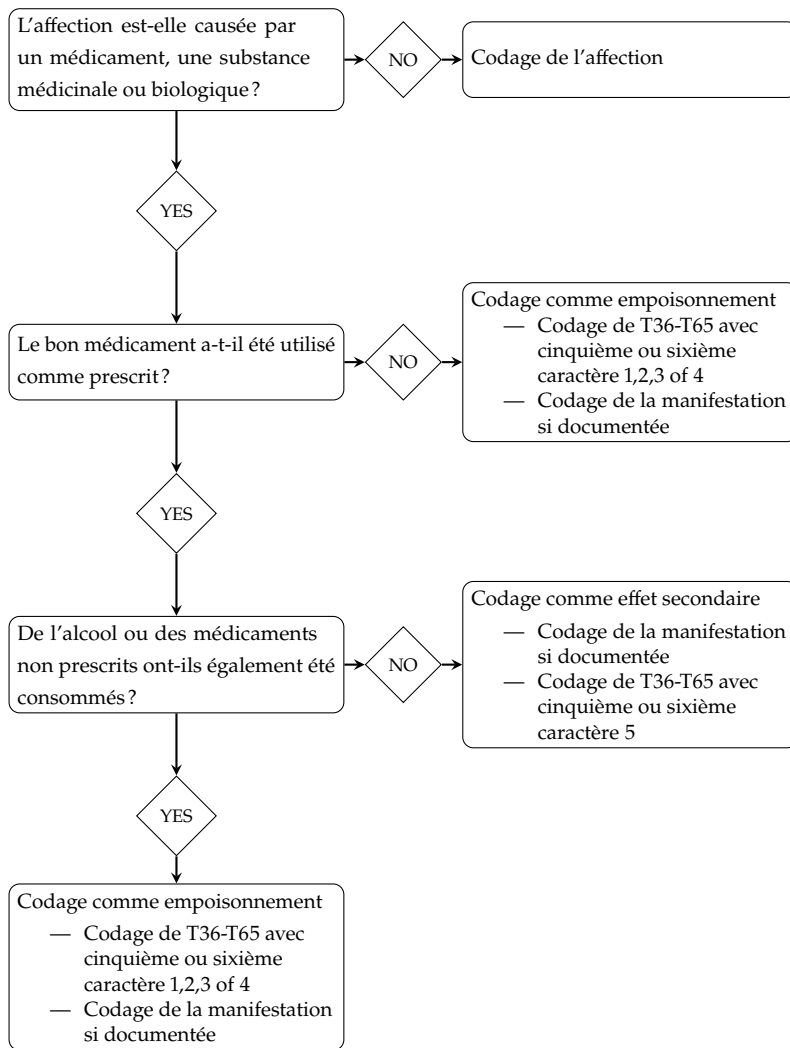 L'affection est-elle causée par
un médicament, une substance
médicinale ou biologique ?
NO
Codage de l'affection
YES
Le bon médicament a-t-il été utilisé
comme prescrit ?
NO
Codage comme empoisonnement
— Codage de T36-T65 avec
cinquième ou sixième
caractère 1,2,3 of 4
— Codage de la manifestation
si documentée
YES
De l'alcool ou des médicaments
non prescrits ont-ils également été
consommés ?
NO
Codage comme effet secondaire
— Codage de la manifestation
si documentée
— Codage de T36-T65 avec
cinquième ou sixième
caractère 5
YES
Codage comme empoisonnement
— Codage de T36-T65 avec
cinquième ou sixième
caractère 1,2,3 of 4
— Codage de la manifestation
si documentée